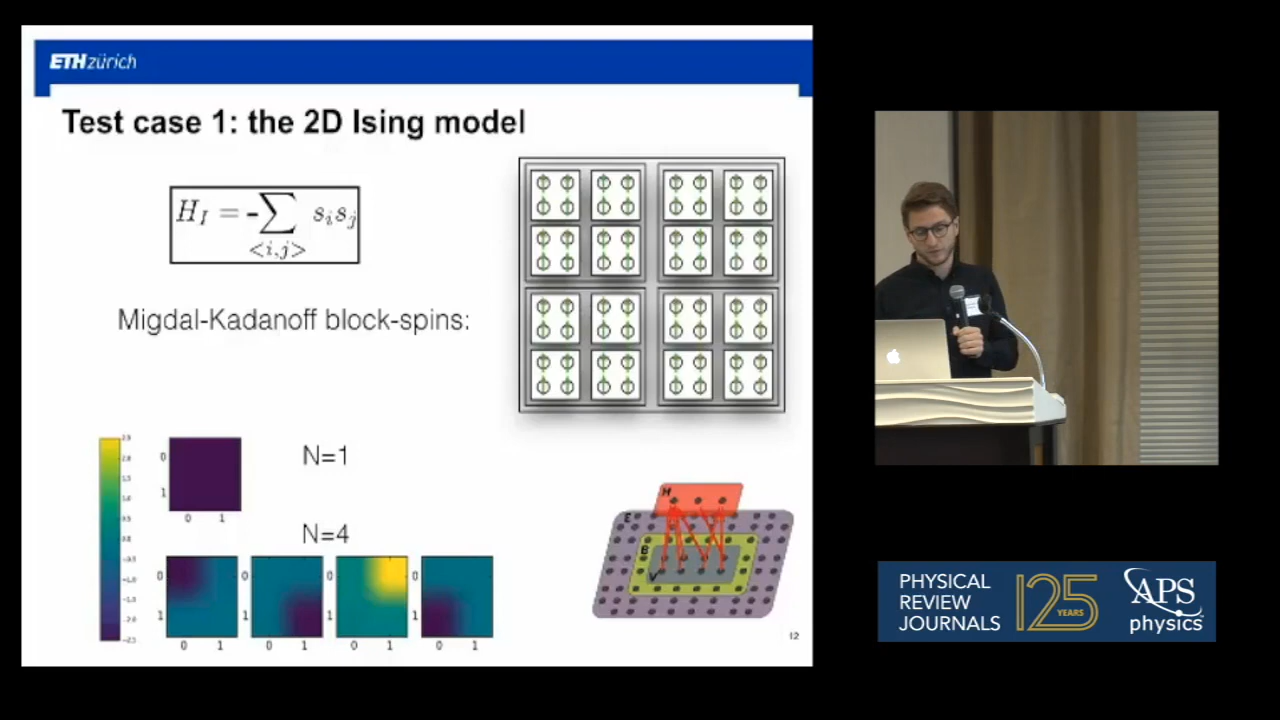 ETH zürich
Test case 1: the 2D Ising model
H_I = -∑ s_i s_j
<i,j>
Migdal-Kadanoff block-spins:
N=1
0
1
0 1
N=4
0 0 0 0
1 1 1 1
0 1 0 1 0 1 0 1
H
E
B
V
12
PHYSICAL
REVIEW
JOURNALS
125
YEARS
APS
physics